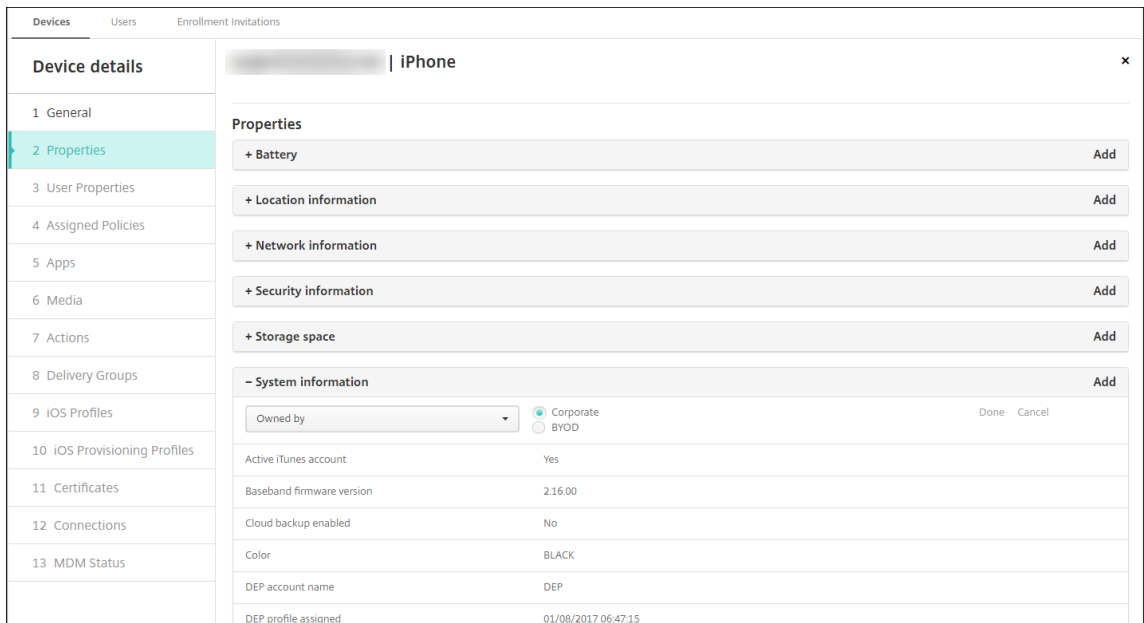 Devices Users Enrollment Invitations
Device details
1 General
2 Properties
3 User Properties
4 Assigned Policies
5 Apps
6 Media
7 Actions
8 Delivery Groups
9 iOS Profiles
10 iOS Provisioning Profiles
11 Certificates
12 Connections
13 MDM Status
| iPhone ×
Properties
+ Battery Add
+ Location information Add
+ Network information Add
+ Security information Add
+ Storage space Add
− System information Add
Owned by Corporate Done Cancel
BYOD
Active iTunes account Yes
Baseband firmware version 2.16.00
Cloud backup enabled No
Color BLACK
DEP account name DEP
DEP profile assigned 01/08/2017 06:47:15